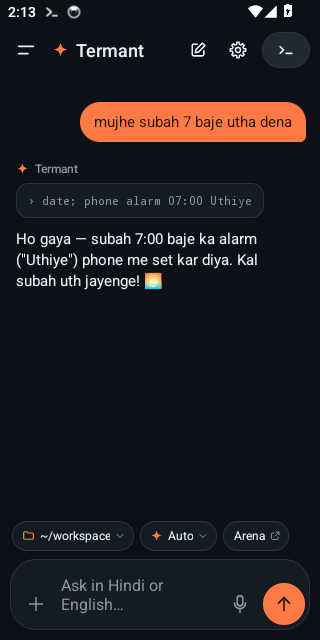 2:13
Termant
mujhe subah 7 baje utha dena
Termant
› date; phone alarm 07:00 Uthiye
Ho gaya — subah 7:00 baje ka alarm
("Uthiye") phone me set kar diya. Kal
subah uth jayenge! 🌅
~/workspace
Auto
Arena
Ask in Hindi or
English…